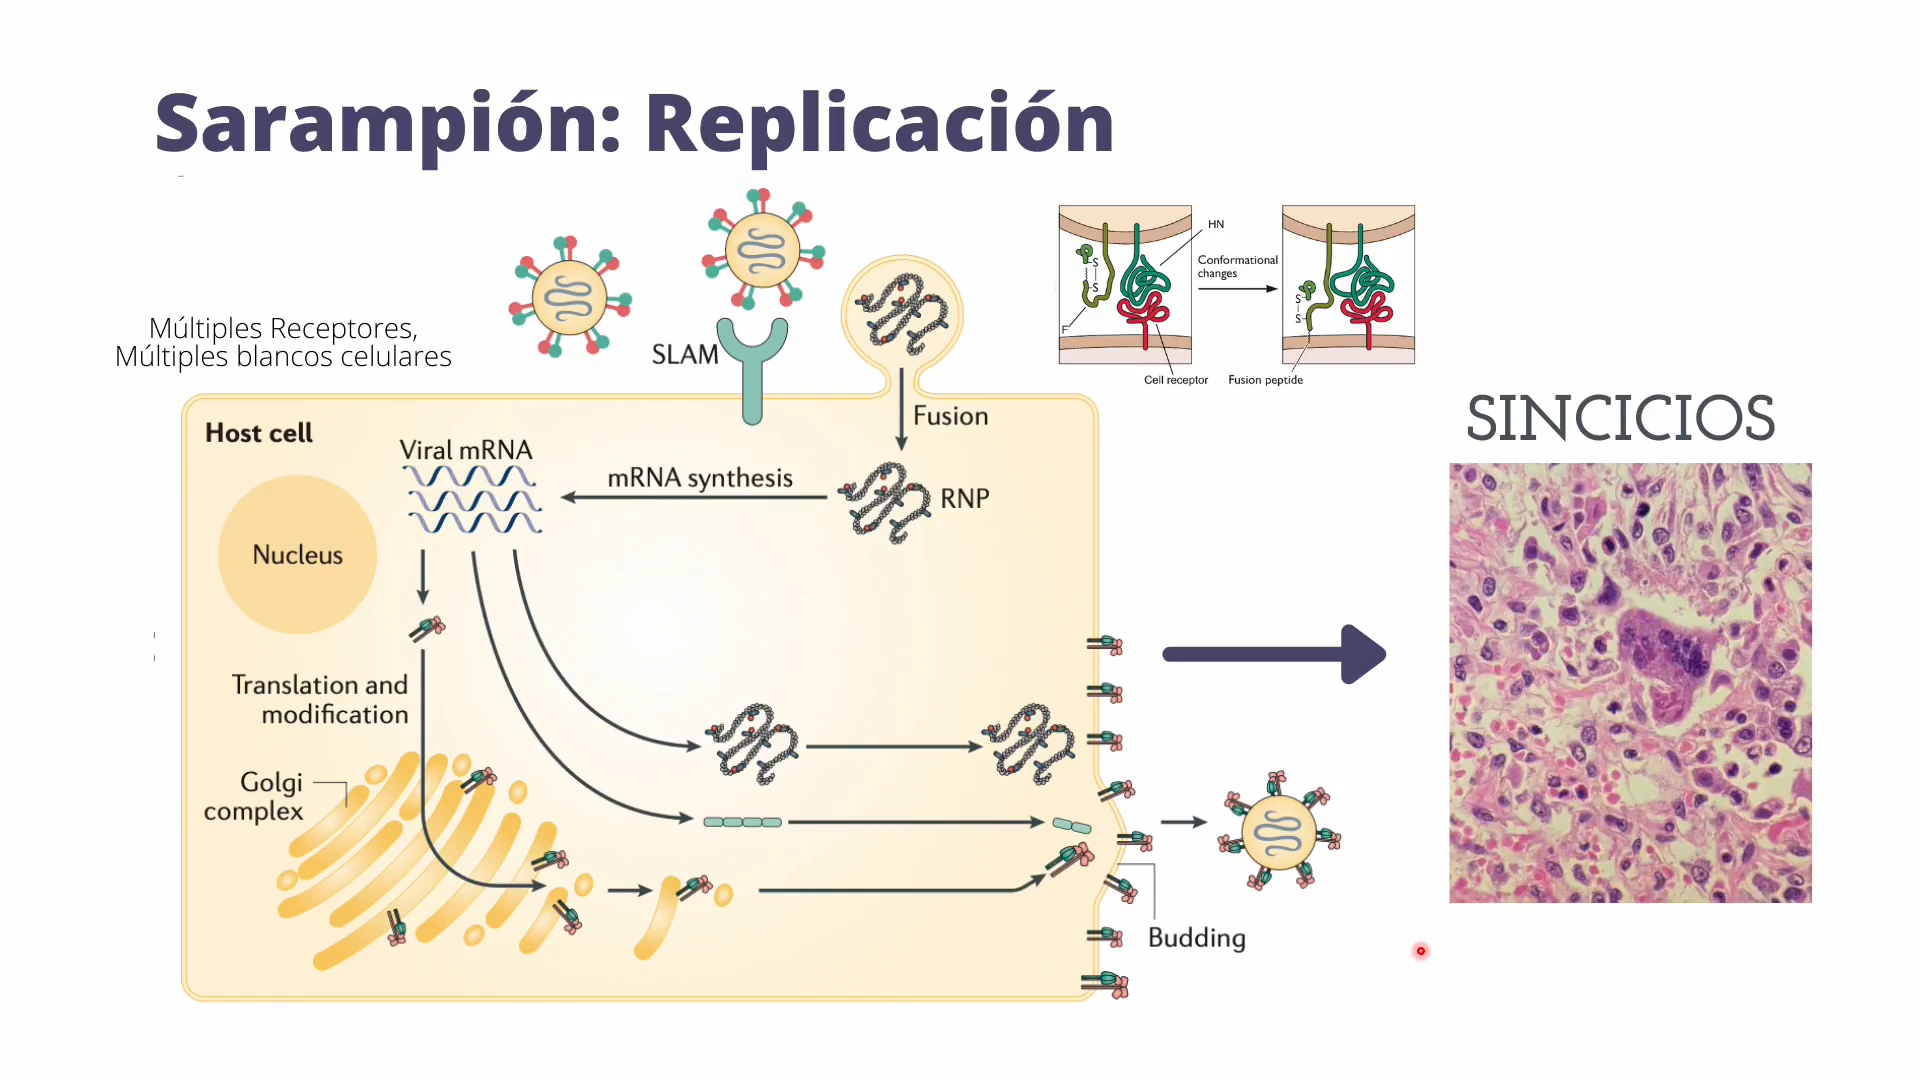 Sarampión: Replicación
Múltiples Receptores,
Múltiples blancos celulares
SLAM
HN
Conformational
changes
S
S
F
S
S
Cell receptor
Fusion peptide
SINCICIOS
Host cell
Fusion
Viral mRNA
mRNA synthesis
RNP
Nucleus
Translation and
modification
Golgi
complex
Budding